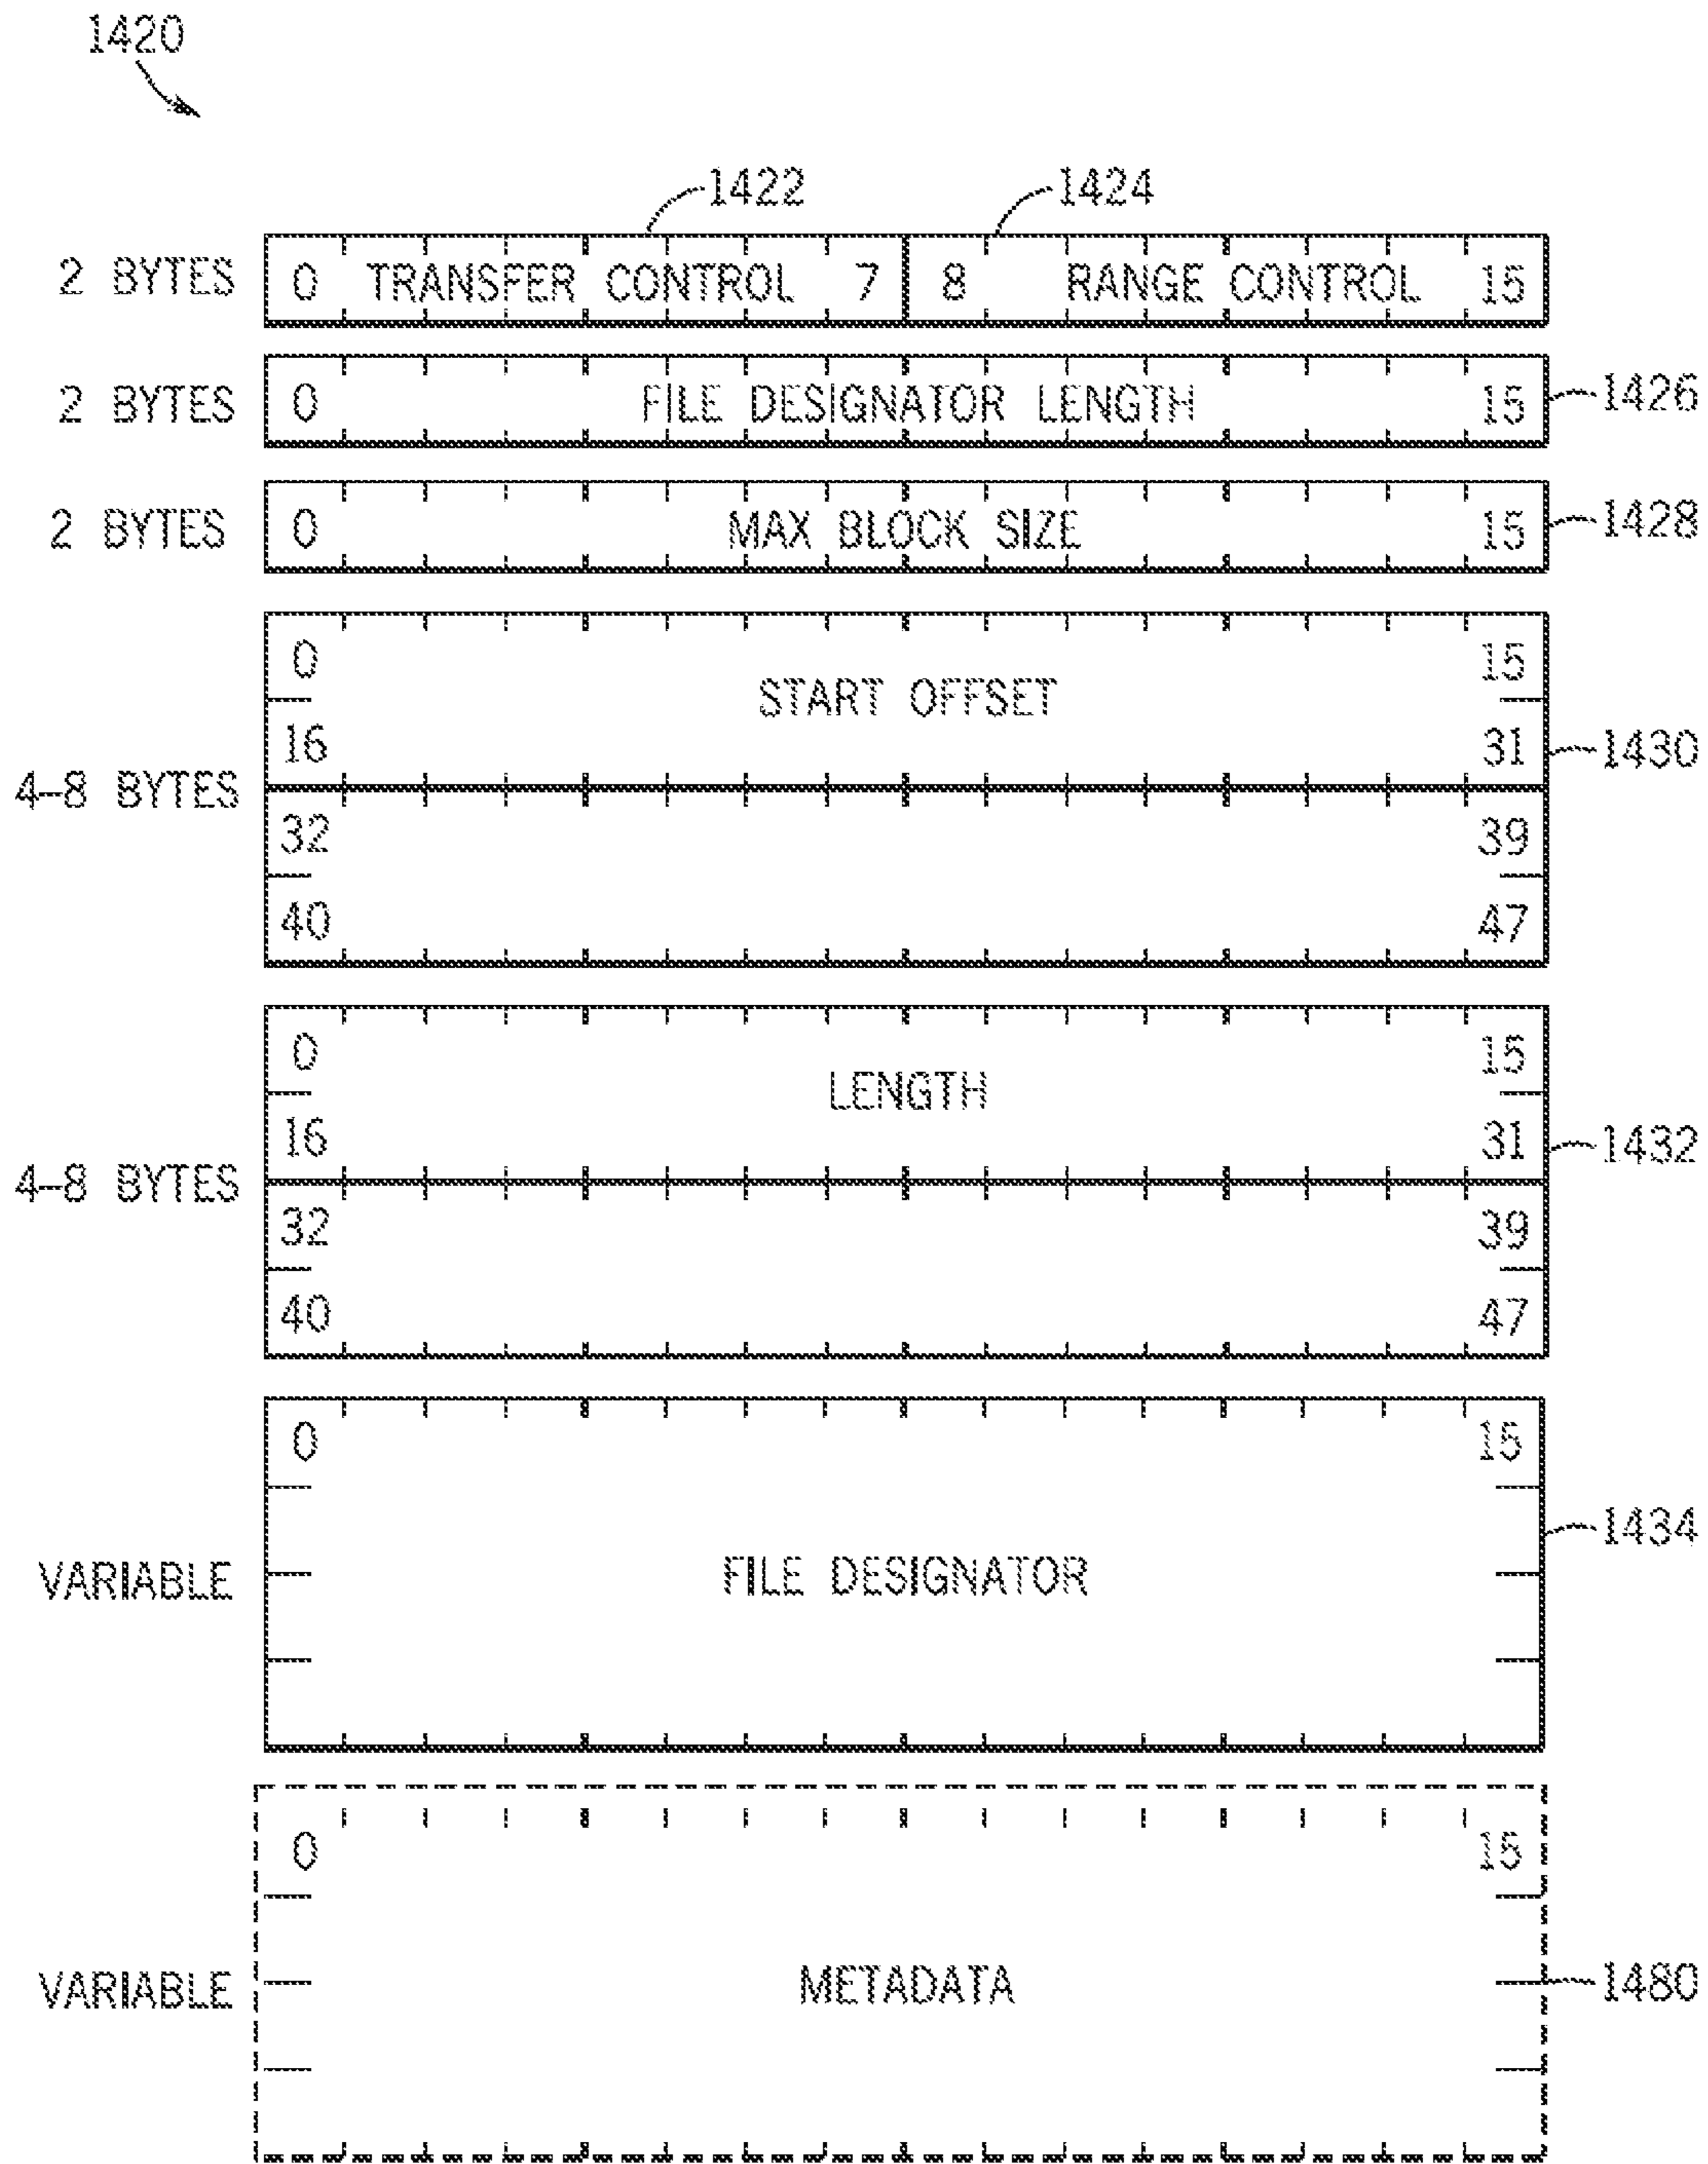 1420
1422 1424
2 BYTES 0 TRANSFER CONTROL 7 8 RANGE CONTROL 15
2 BYTES 0 FILE DESIGNATOR LENGTH 15 1426
2 BYTES 0 MAX BLOCK SIZE 15 1428
0 15
START OFFSET
16 31 1430
4-8 BYTES
32 39
40 47
0 15
LENGTH
16 31 1432
4-8 BYTES
32 39
40 47
0 15
1434
VARIABLE FILE DESIGNATOR
0 15
VARIABLE METADATA 1480